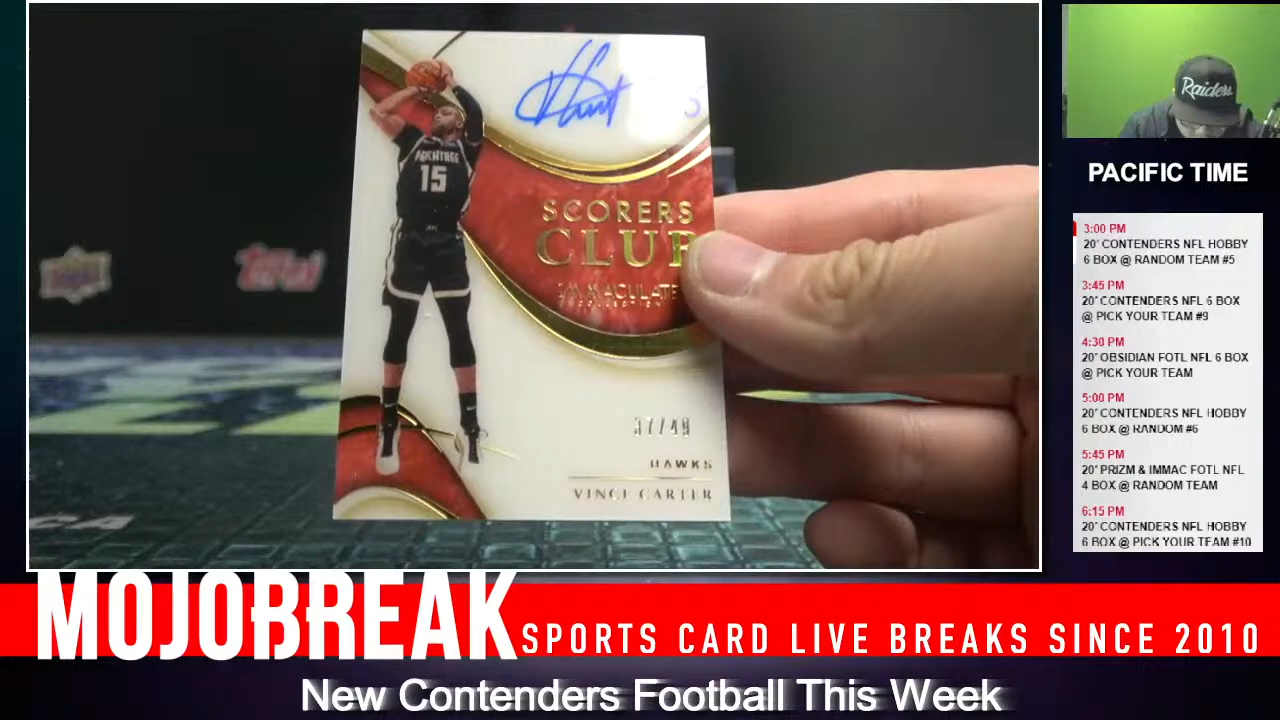 PEACHTREE
15
SCORERS
CLUB
IMMACULATE
COLLECTION
37/49
HAWKS
VINCE CARTER
Topps
Raiders
PACIFIC TIME
3:00 PM
20' CONTENDERS NFL HOBBY
6 BOX @ RANDOM TEAM #5
3:45 PM
20' CONTENDERS NFL 6 BOX
@ PICK YOUR TEAM #9
4:30 PM
20' OBSIDIAN FOTL NFL 6 BOX
@ PICK YOUR TEAM
5:00 PM
20' CONTENDERS NFL HOBBY
6 BOX @ RANDOM #6
5:45 PM
20' PRIZM & IMMAC FOTL NFL
4 BOX @ RANDOM TEAM
6:15 PM
20' CONTENDERS NFL HOBBY
6 BOX @ PICK YOUR TEAM #10
MOJOBREAK
SPORTS CARD LIVE BREAKS SINCE 2010
New Contenders Football This Week